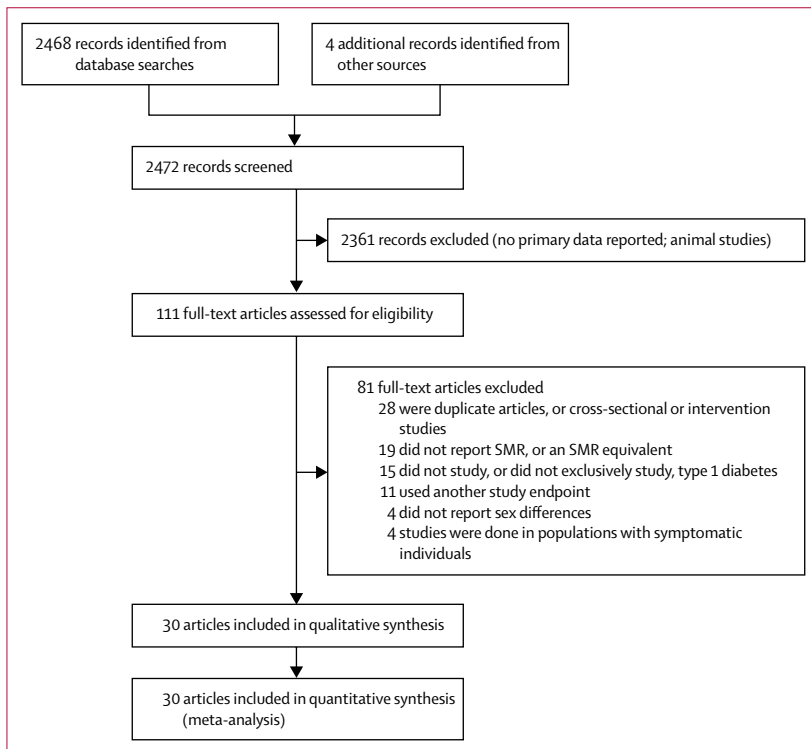 2468 records identified from
database searches
4 additional records identified from
other sources
2472 records screened
2361 records excluded (no primary data reported; animal studies)
111 full-text articles assessed for eligibility
81 full-text articles excluded
28 were duplicate articles, or cross-sectional or intervention
studies
19 did not report SMR, or an SMR equivalent
15 did not study, or did not exclusively study, type 1 diabetes
11 used another study endpoint
4 did not report sex differences
4 studies were done in populations with symptomatic
individuals
30 articles included in qualitative synthesis
30 articles included in quantitative synthesis
(meta-analysis)